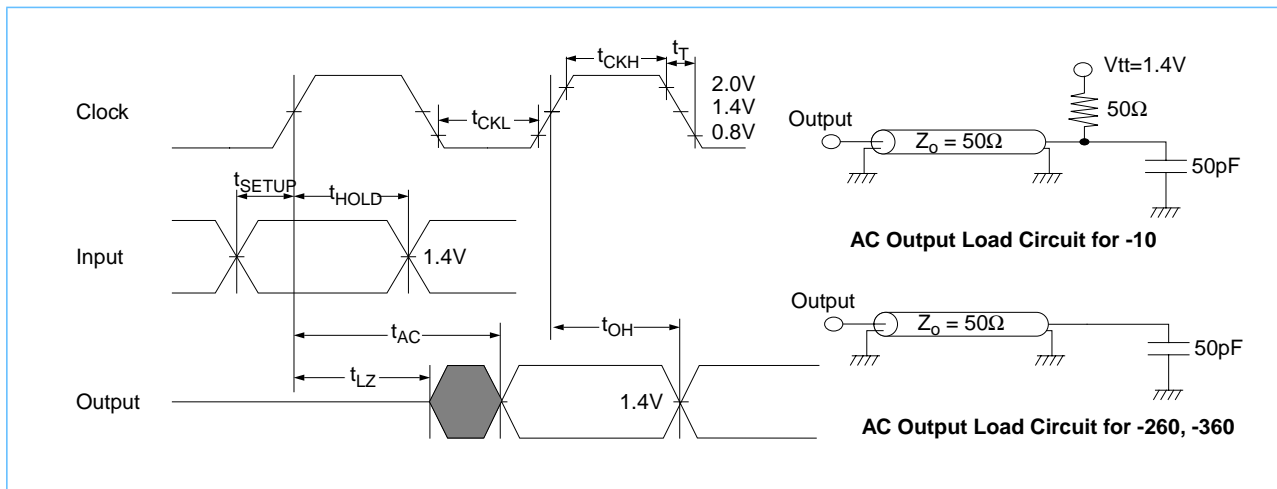 Clock
tCKL
tCKH
tT
2.0V
1.4V
0.8V
tSETUP
tHOLD
Input
1.4V
tAC
tOH
tLZ
Output
1.4V
Vtt=1.4V
50Ω
Output
Zo = 50Ω
50pF
AC Output Load Circuit for -10
Output
Zo = 50Ω
50pF
AC Output Load Circuit for -260, -360